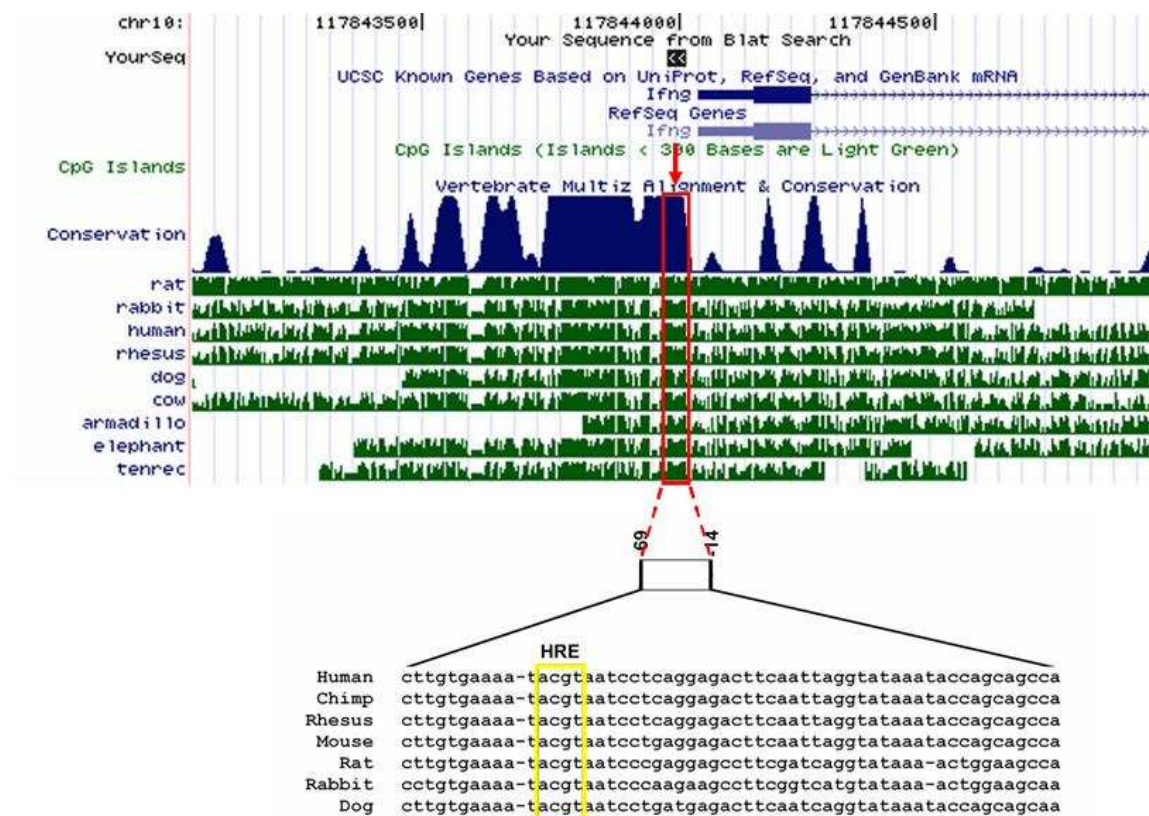 chr10: 117843500 117844000 117844500
Your Sequence from Blat Search
YourSeq
UCSC Known Genes Based on UniProt, RefSeq, and GenBank mRNA
Ifng
RefSeq Genes
Ifng
CpG Islands (Islands < 300 Bases are Light Green)
CpG Islands
Vertebrate Multiz Alignment & Conservation
Conservation
rat
rabbit
human
rhesus
dog
cow
armadillo
elephant
tenrec
-69 -14
HRE
Human cttgtgaaaa-tacgtaatcctcaggagacttcaattaggtataaataccagcagcca
Chimp cttgtgaaaa-tacgtaatcctcaggagacttcaattaggtataaataccagcagcca
Rhesus cttgtgaaaa-tacgtaatcctcaggagacttcaattaggtataaataccagcagcca
Mouse cttgtgaaaa-tacgtaatcctgaggagacttcaattaggtataaataccagcagcca
Rat cttgtgaaaa-tacgtaatcccgaggagccttcgatcaggtataaa-actggaagcca
Rabbit cctgtgaaaa-tacgtaatcccaagaagccttcggtcatgtataaa-actggaagcaa
Dog cttgtgaaaa-tacgtaatcctgatgagacttcaatcaggtataaataccagcagcaa